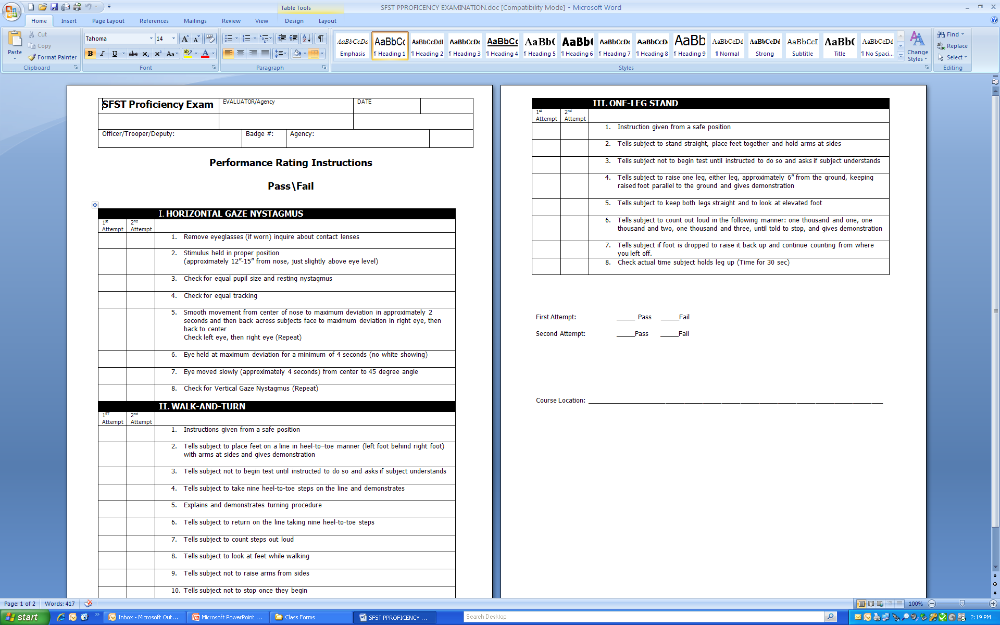 SFST PPROFICENCY EXAMINATION.doc [Compatibility Mode] - Microsoft Word
Table Tools
Home Insert Page Layout References Mailings Review View Design Layout
Paste
Cut
Copy
Format Painter
Clipboard
Tahoma 14
Font
Paragraph
AaBbCcDc AaBbCc AaBbCcDdI AaBbCcDc AaBbCc AaBbC AaBb( AaBbCcDc AaBbCcD AaBb AaBbCcDd AaBbCcDd AaBbCcI AaBb( AaBbCcDd
Emphasis ¶ Heading 1 ¶ Heading 2 ¶ Heading 3 ¶ Heading 4 ¶ Heading 5 ¶ Heading 6 ¶ Heading 7 ¶ Heading 8 ¶ Heading 9 ¶ Normal Strong Subtitle Title ¶ No Spaci...
Change Styles
Styles
Find
Replace
Select
Editing
SFST Proficiency Exam EVALUATOR/Agency DATE
Officer/Trooper/Deputy: Badge #: Agency:
Performance Rating Instructions
Pass\Fail
I. HORIZONTAL GAZE NYSTAGMUS
1st Attempt 2nd Attempt
1. Remove eyeglasses (if worn) inquire about contact lenses
2. Stimulus held in proper position
(approximately 12"-15" from nose, just slightly above eye level)
3. Check for equal pupil size and resting nystagmus
4. Check for equal tracking
5. Smooth movement from center of nose to maximum deviation in approximately 2
seconds and then back across subjects face to maximum deviation in right eye, then
back to center
Check left eye, then right eye (Repeat)
6. Eye held at maximum deviation for a minimum of 4 seconds (no white showing)
7. Eye moved slowly (approximately 4 seconds) from center to 45 degree angle
8. Check for Vertical Gaze Nystagmus (Repeat)
II. WALK-AND-TURN
1ST Attempt 2nd Attempt
1. Instructions given from a safe position
2. Tells subject to place feet on a line in heel-to–toe manner (left foot behind right foot)
with arms at sides and gives demonstration
3. Tells subject not to begin test until instructed to do so and asks if subject understands
4. Tells subject to take nine heel-to-toe steps on the line and demonstrates
5. Explains and demonstrates turning procedure
6. Tells subject to return on the line taking nine heel-to-toe steps
7. Tells subject to count steps out loud
8. Tells subject to look at feet while walking
9. Tells subject not to raise arms from sides
10. Tells subject not to stop once they begin
III. ONE-LEG STAND
1st Attempt 2nd Attempt
1. Instruction given from a safe position
2. Tells subject to stand straight, place feet together and hold arms at sides
3. Tells subject not to begin test until instructed to do so and asks if subject understands
4. Tells subject to raise one leg, either leg, approximately 6" from the ground, keeping
raised foot parallel to the ground and gives demonstration
5. Tells subject to keep both legs straight and to look at elevated foot
6. Tells subject to count out loud in the following manner: one thousand and one, one
thousand and two, one thousand and three, until told to stop, and gives demonstration
7. Tells subject if foot is dropped to raise it back up and continue counting from where
you left off.
8. Check actual time subject holds leg up (Time for 30 sec)
First Attempt: _____ Pass _____Fail
Second Attempt: _____Pass _____Fail
Course Location: ______________________________
Page: 1 of 2 Words: 417 100%
start Inbox - Microsoft Out... Microsoft PowerPoint ... Class Forms SFST PPROFICENCY ... Search Desktop 2:19 PM